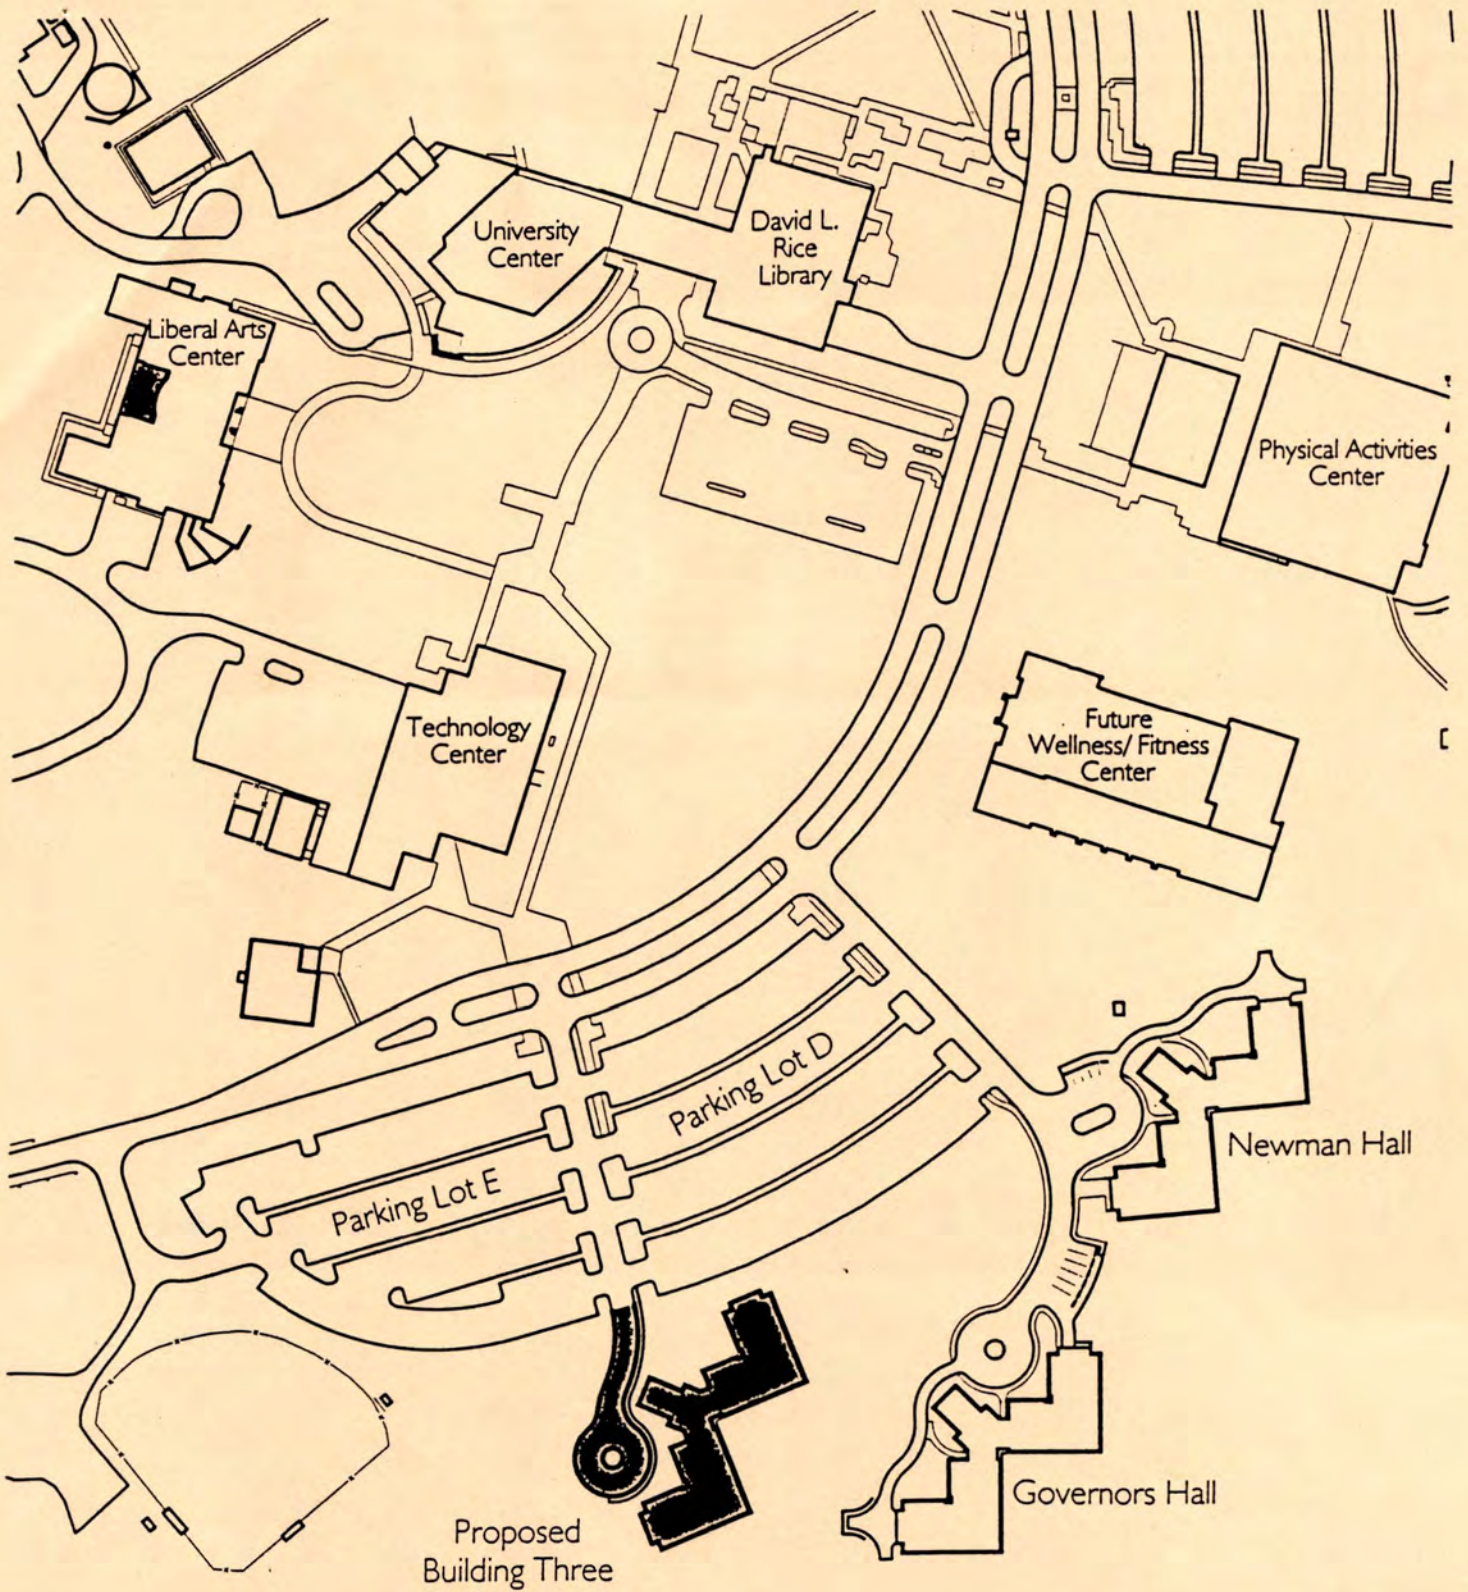 University
Center
David L.
Rice
Library
Liberal Arts
Center
Physical Activities
Center
Technology
Center
Future
Wellness/ Fitness
Center
Parking Lot D
Parking Lot E
Newman Hall
Governors Hall
Proposed
Building Three